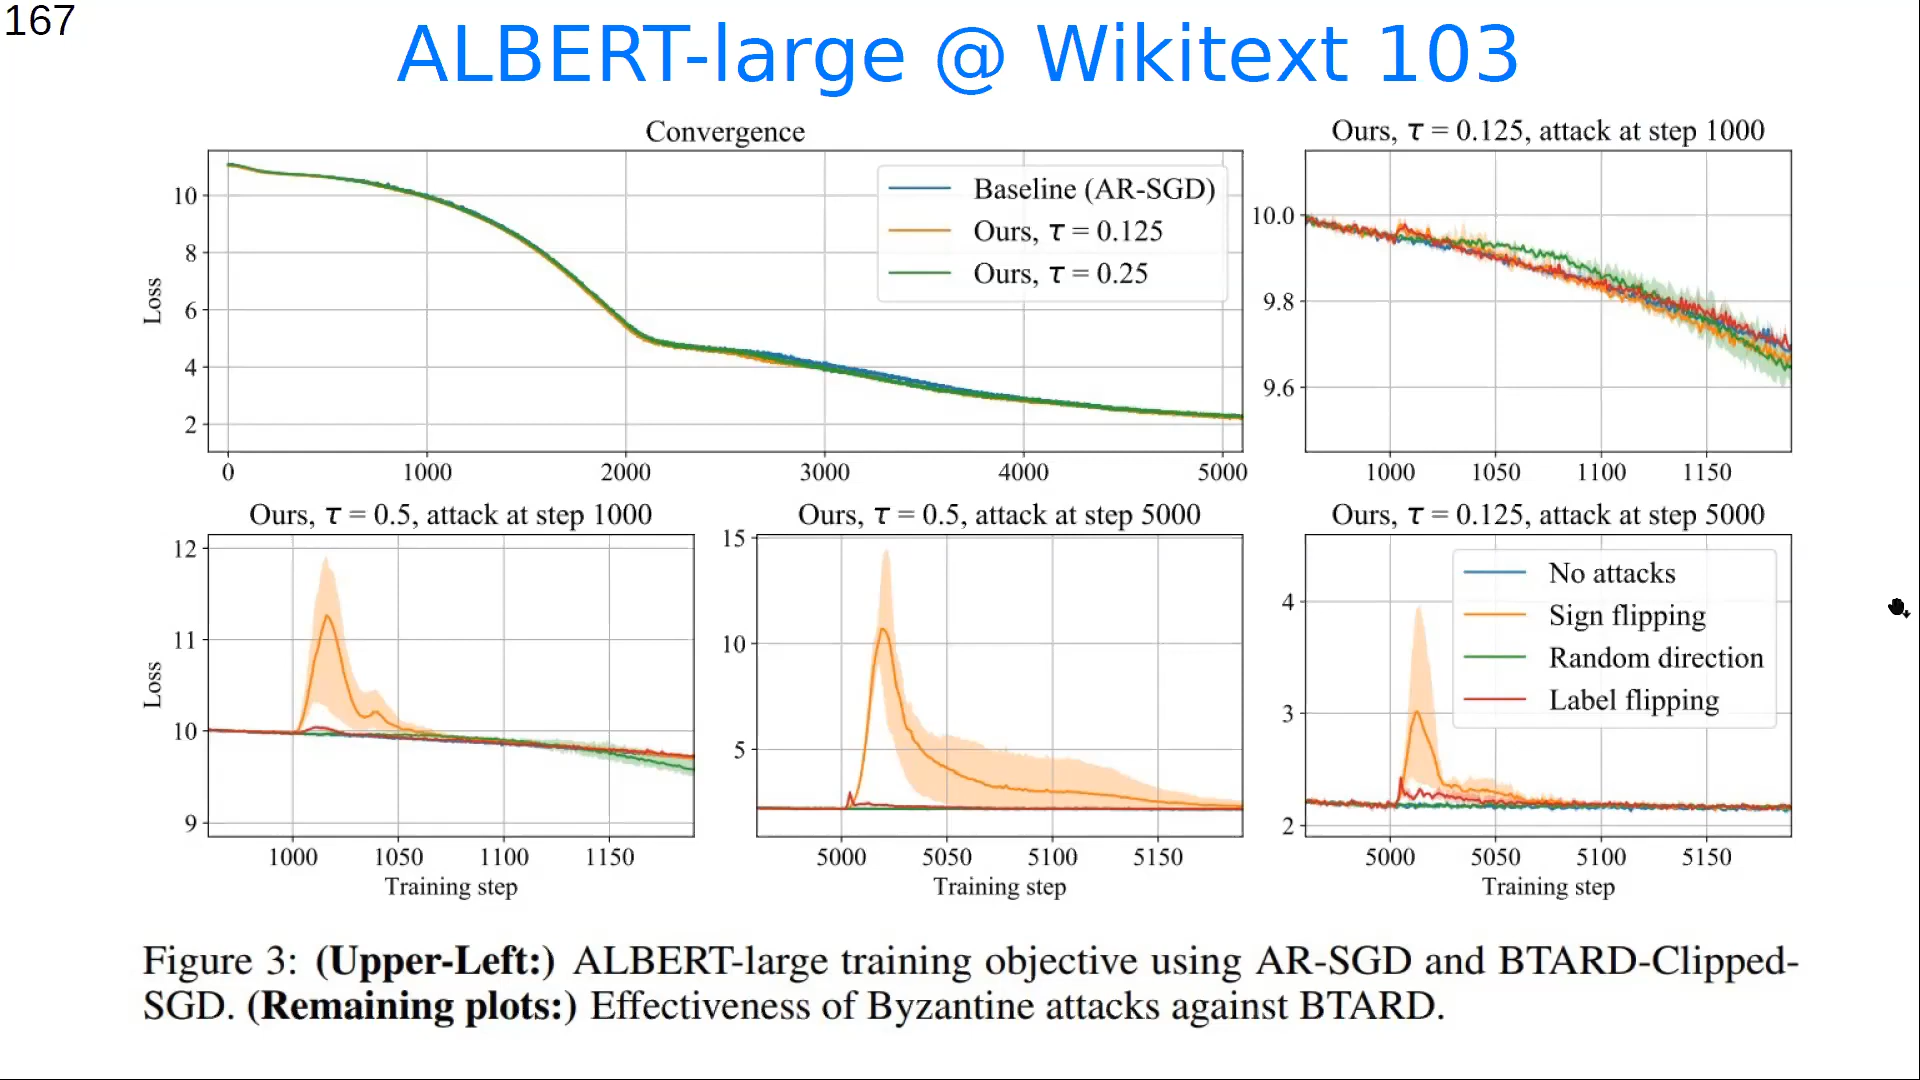 167
ALBERT-large @ Wikitext 103
Convergence
Loss
10
8
6
4
2
0 1000 2000 3000 4000 5000
Baseline (AR-SGD)
Ours, τ = 0.125
Ours, τ = 0.25
Ours, τ = 0.125, attack at step 1000
10.0
9.8
9.6
1000 1050 1100 1150
Ours, τ = 0.5, attack at step 1000
Loss
12
11
10
9
1000 1050 1100 1150
Training step
Ours, τ = 0.5, attack at step 5000
15
10
5
5000 5050 5100 5150
Training step
Ours, τ = 0.125, attack at step 5000
4
3
2
No attacks
Sign flipping
Random direction
Label flipping
5000 5050 5100 5150
Training step
Figure 3: (Upper-Left:) ALBERT-large training objective using AR-SGD and BTARD-Clipped-
SGD. (Remaining plots:) Effectiveness of Byzantine attacks against BTARD.